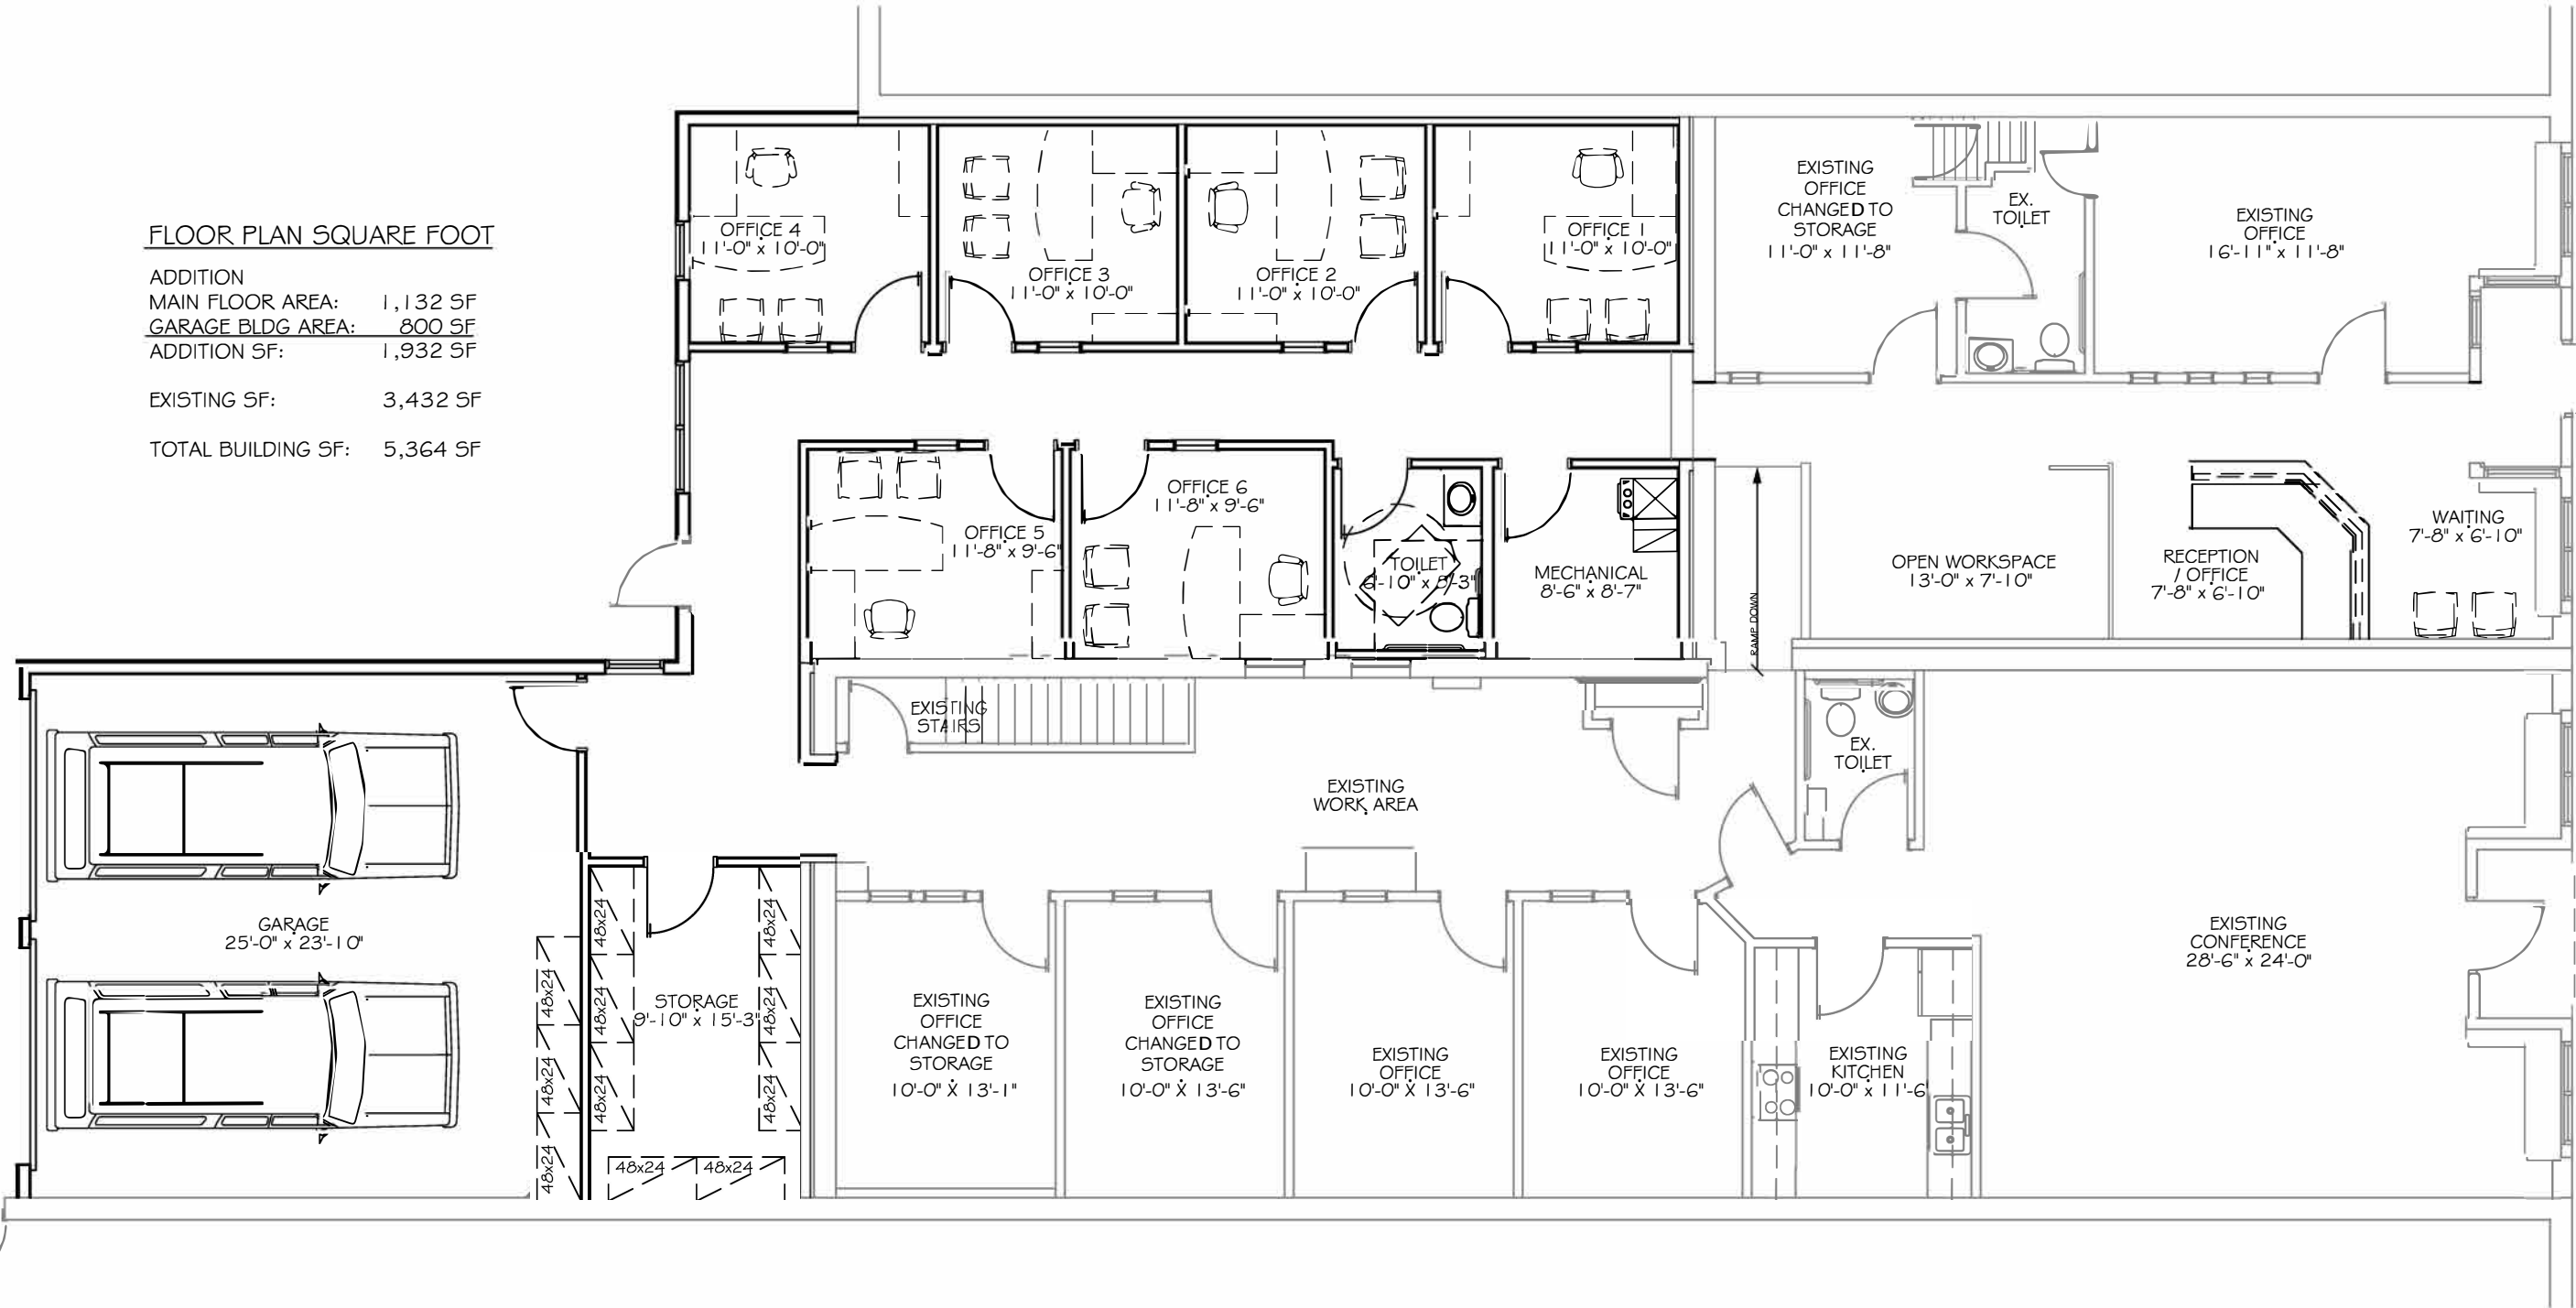 FLOOR PLAN SQUARE FOOT
ADDITION
MAIN FLOOR AREA: 1,132 SF
GARAGE BLDG AREA: 800 SF
ADDITION SF: 1,932 SF
EXISTING SF: 3,432 SF
TOTAL BUILDING SF: 5,364 SF
OFFICE 4
11'-0" x 10'-0"
OFFICE 3
11'-0" x 10'-0"
OFFICE 2
11'-0" x 10'-0"
OFFICE 1
11'-0" x 10'-0"
EXISTING
OFFICE
CHANGED TO
STORAGE
11'-0" x 11'-8"
EX.
TOILET
EXISTING
OFFICE
16'-11" x 11'-8"
OFFICE 5
11'-8" x 9'-6"
OFFICE 6
11'-8" x 9'-6"
TOILET
6'-10" x 8'-3"
MECHANICAL
8'-6" x 8'-7"
RAMP DOWN
OPEN WORKSPACE
13'-0" x 7'-10"
RECEPTION
/ OFFICE
7'-8" x 6'-10"
WAITING
7'-8" x 6'-10"
EXISTING
STAIRS
EXISTING
WORK AREA
EX.
TOILET
GARAGE
25'-0" x 23'-10"
48x24
48x24
48x24
48x24
48x24
48x24
STORAGE
9'-10" x 15'-3"
48x24
48x24
48x24
48x24
48x24
EXISTING
OFFICE
CHANGED TO
STORAGE
10'-0" X 13'-1"
EXISTING
OFFICE
CHANGED TO
STORAGE
10'-0" X 13'-6"
EXISTING
OFFICE
10'-0" X 13'-6"
EXISTING
OFFICE
10'-0" X 13'-6"
EXISTING
KITCHEN
10'-0" x 11'-6
EXISTING
CONFERENCE
28'-6" x 24'-0"